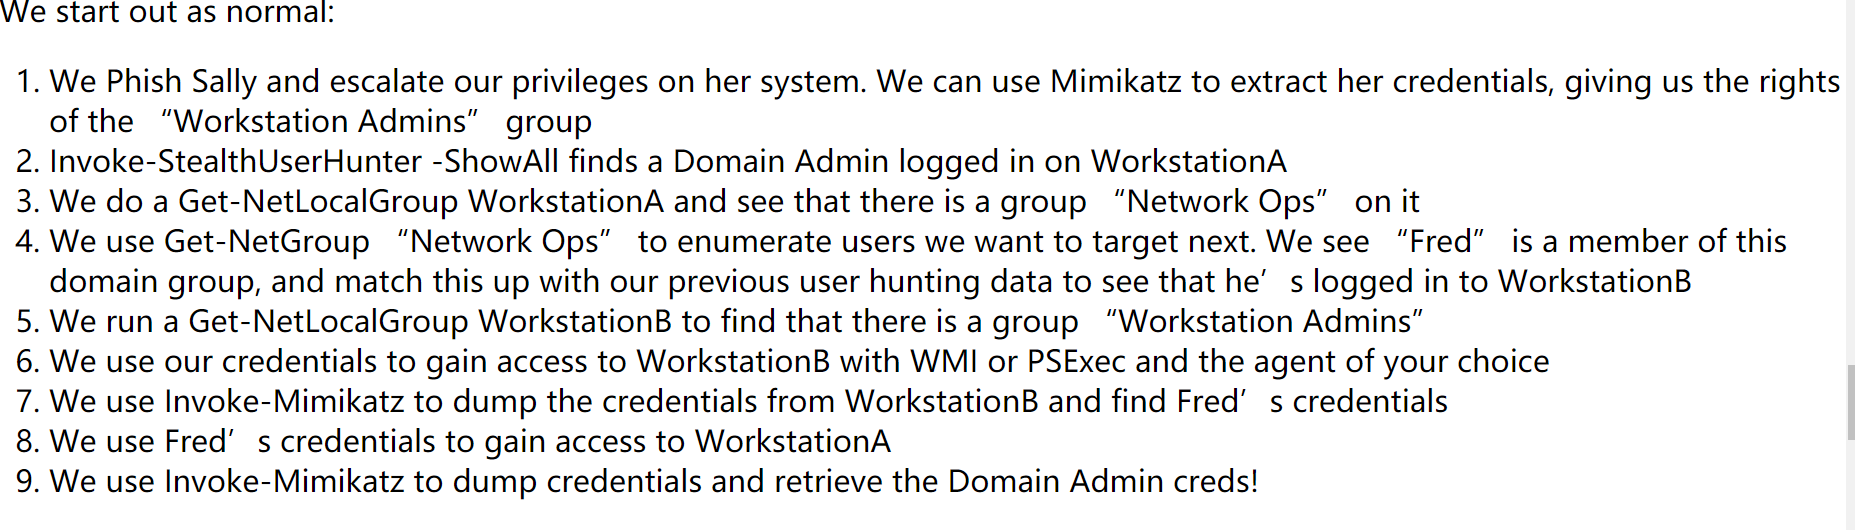 We start out as normal:
1. We Phish Sally and escalate our privileges on her system. We can use Mimikatz to extract her credentials, giving us the rights
of the “Workstation Admins” group
2. Invoke-StealthUserHunter -ShowAll finds a Domain Admin logged in on WorkstationA
3. We do a Get-NetLocalGroup WorkstationA and see that there is a group “Network Ops” on it
4. We use Get-NetGroup “Network Ops” to enumerate users we want to target next. We see “Fred” is a member of this
domain group, and match this up with our previous user hunting data to see that he’s logged in to WorkstationB
5. We run a Get-NetLocalGroup WorkstationB to find that there is a group “Workstation Admins”
6. We use our credentials to gain access to WorkstationB with WMI or PSExec and the agent of your choice
7. We use Invoke-Mimikatz to dump the credentials from WorkstationB and find Fred’s credentials
8. We use Fred’s credentials to gain access to WorkstationA
9. We use Invoke-Mimikatz to dump credentials and retrieve the Domain Admin creds!